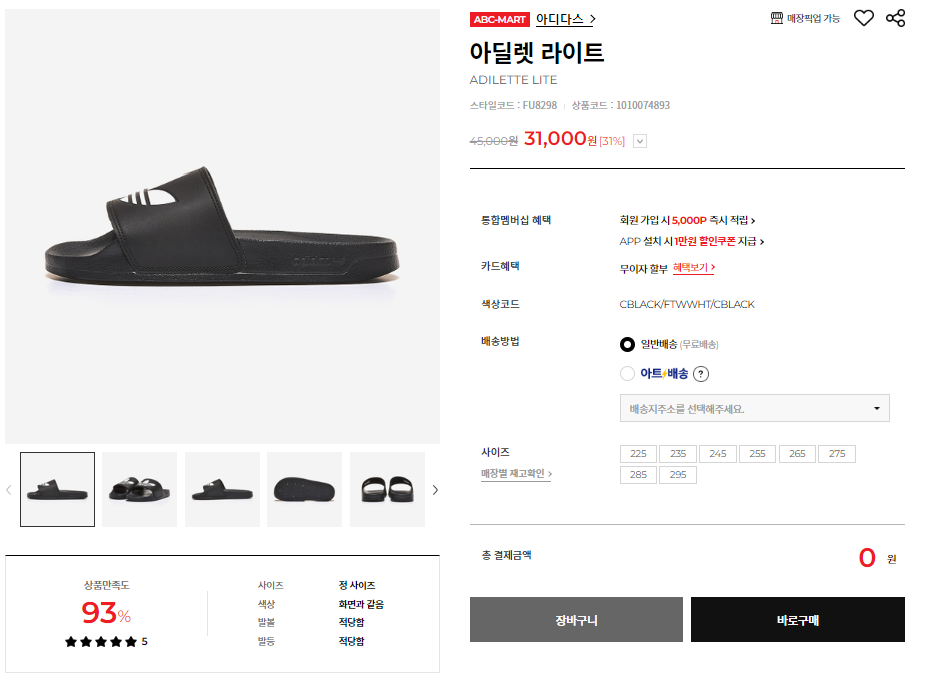 ABC-MART 아디다스 >
매장픽업 가능
아딜렛 라이트
ADILETTE LITE
스타일코드 : FU8298 | 상품코드 : 1010074893
45,000원 31,000원 [31%]
통합멤버십 혜택
회원 가입 시 5,000P 즉시 적립 >
APP 설치 시 1만원 할인쿠폰 지급 >
카드혜택
무이자 할부 혜택보기 >
색상코드
CBLACK/FTWWHT/CBLACK
배송방법
일반배송 (무료배송)
아트⚡배송 ?
배송지주소를 선택해주세요.
사이즈
매장별 재고확인 >
225 235 245 255 265 275
285 295
총 결제금액
0 원
장바구니
바로구매
상품만족도
93%
★★★★★ 5
사이즈 정 사이즈
색상 화면과 같음
발볼 적당함
발등 적당함